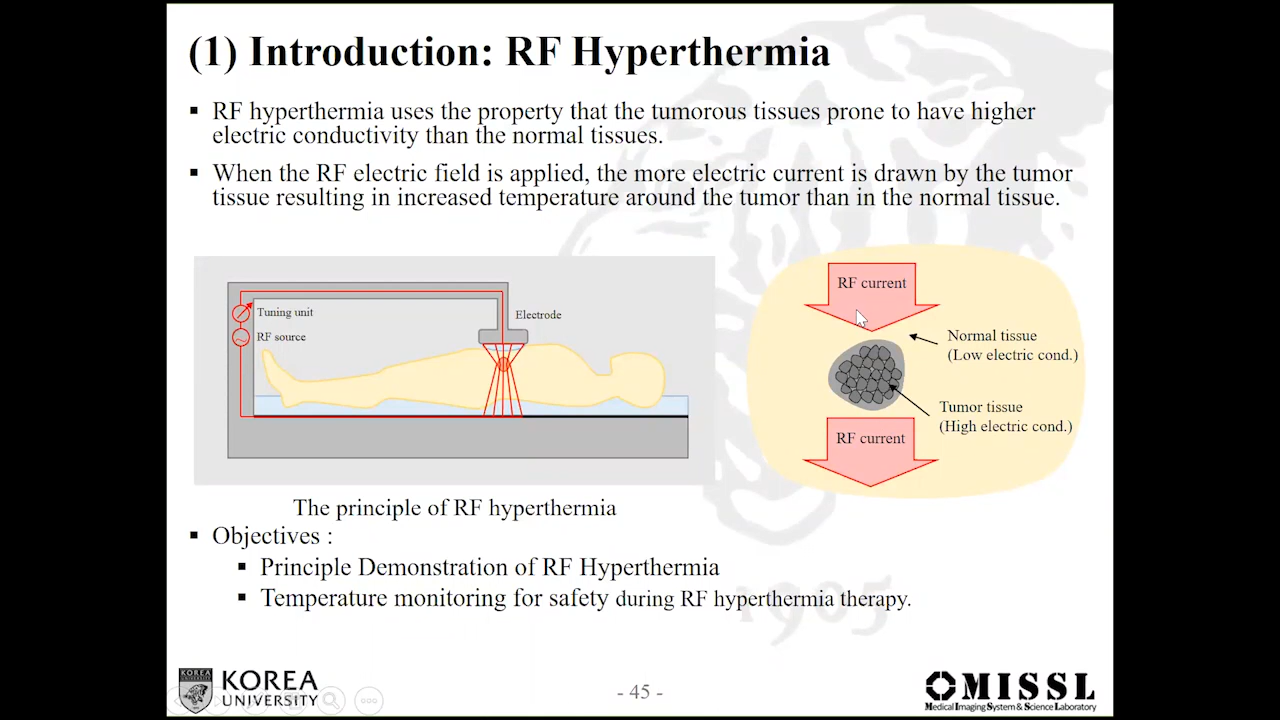 (1) Introduction: RF Hyperthermia
▪ RF hyperthermia uses the property that the tumorous tissues prone to have higher
electric conductivity than the normal tissues.
▪ When the RF electric field is applied, the more electric current is drawn by the tumor
tissue resulting in increased temperature around the tumor than in the normal tissue.
Tuning unit
RF source
Electrode
RF current
Normal tissue
(Low electric cond.)
Tumor tissue
(High electric cond.)
RF current
The principle of RF hyperthermia
▪ Objectives :
▪ Principle Demonstration of RF Hyperthermia
▪ Temperature monitoring for safety during RF hyperthermia therapy.
1905
KOREA
KOREA
UNIVERSITY
- 45 -
MISSL
Medical Imaging System & Science Laboratory